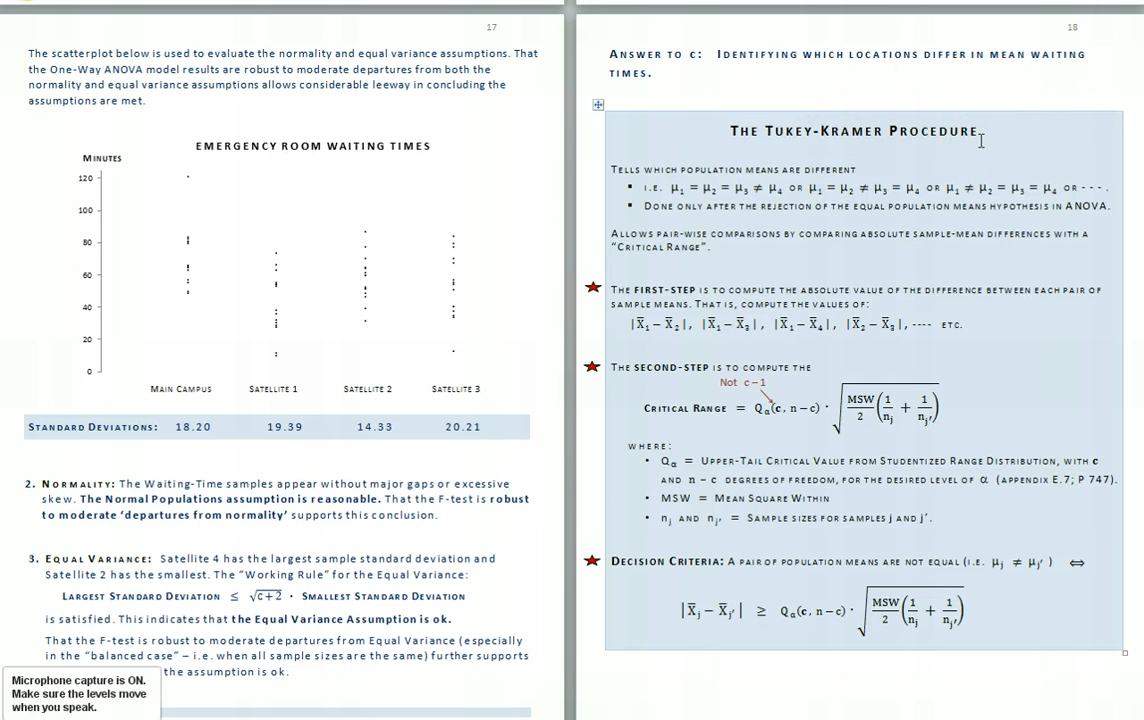 17
The scatterplot below is used to evaluate the normality and equal variance assumptions. That
the One-Way ANOVA model results are robust to moderate departures from both the
normality and equal variance assumptions allows considerable leeway in concluding the
assumptions are met.
EMERGENCY ROOM WAITING TIMES
MINUTES
120
100
80
60
40
20
0
MAIN CAMPUS SATELLITE 1 SATELLITE 2 SATELLITE 3
STANDARD DEVIATIONS: 18.20 19.39 14.33 20.21
2. NORMALITY: The Waiting-Time samples appear without major gaps or excessive
skew. The Normal Populations assumption is reasonable. That the F-test is robust
to moderate 'departures from normality' supports this conclusion.
3. EQUAL VARIANCE: Satellite 4 has the largest sample standard deviation and
Satellite 2 has the smallest. The "Working Rule" for the Equal Variance:
LARGEST STANDARD DEVIATION ≤ √c+2 · SMALLEST STANDARD DEVIATION
is satisfied. This indicates that the Equal Variance Assumption is ok.
That the F-test is robust to moderate departures from Equal Variance (especially
in the "balanced case" – i.e. when all sample sizes are the same) further supports
the assumption is ok.
Microphone capture is ON.
Make sure the levels move
when you speak.
18
ANSWER TO C: IDENTIFYING WHICH LOCATIONS DIFFER IN MEAN WAITING
TIMES.
THE TUKEY-KRAMER PROCEDURE
TELLS WHICH POPULATION MEANS ARE DIFFERENT
▪ I.E. μ₁ = μ₂ = μ₃ ≠ μ₄ OR μ₁ = μ₂ ≠ μ₃ = μ₄ OR μ₁ ≠ μ₂ = μ₃ = μ₄ OR - - - .
▪ DONE ONLY AFTER THE REJECTION OF THE EQUAL POPULATION MEANS HYPOTHESIS IN ANOVA.
ALLOWS PAIR-WISE COMPARISONS BY COMPARING ABSOLUTE SAMPLE-MEAN DIFFERENCES WITH A
"CRITICAL RANGE".
THE FIRST-STEP IS TO COMPUTE THE ABSOLUTE VALUE OF THE DIFFERENCE BETWEEN EACH PAIR OF
SAMPLE MEANS. THAT IS, COMPUTE THE VALUES OF:
|X̄₁ – X̄₂|, |X̄₁ – X̄₃|, |X̄₁ – X̄₄|, |X̄₂ – X̄₃|, ---- ETC.
THE SECOND-STEP IS TO COMPUTE THE
Not c–1
CRITICAL RANGE = Qα(c, n – c) · √(MSW/2 (1/nⱼ + 1/nⱼ′))
WHERE:
• Qα = UPPER-TAIL CRITICAL VALUE FROM STUDENTIZED RANGE DISTRIBUTION, WITH c
AND n – c DEGREES OF FREEDOM, FOR THE DESIRED LEVEL OF α (APPENDIX E.7; P 747).
• MSW = MEAN SQUARE WITHIN
• nⱼ AND nⱼ′ = SAMPLE SIZES FOR SAMPLES j AND j′.
DECISION CRITERIA: A PAIR OF POPULATION MEANS ARE NOT EQUAL (I.E. μⱼ ≠ μⱼ′ ) ⟺
|X̄ⱼ – X̄ⱼ′| ≥ Qα(c, n – c) · √(MSW/2 (1/nⱼ + 1/nⱼ′))